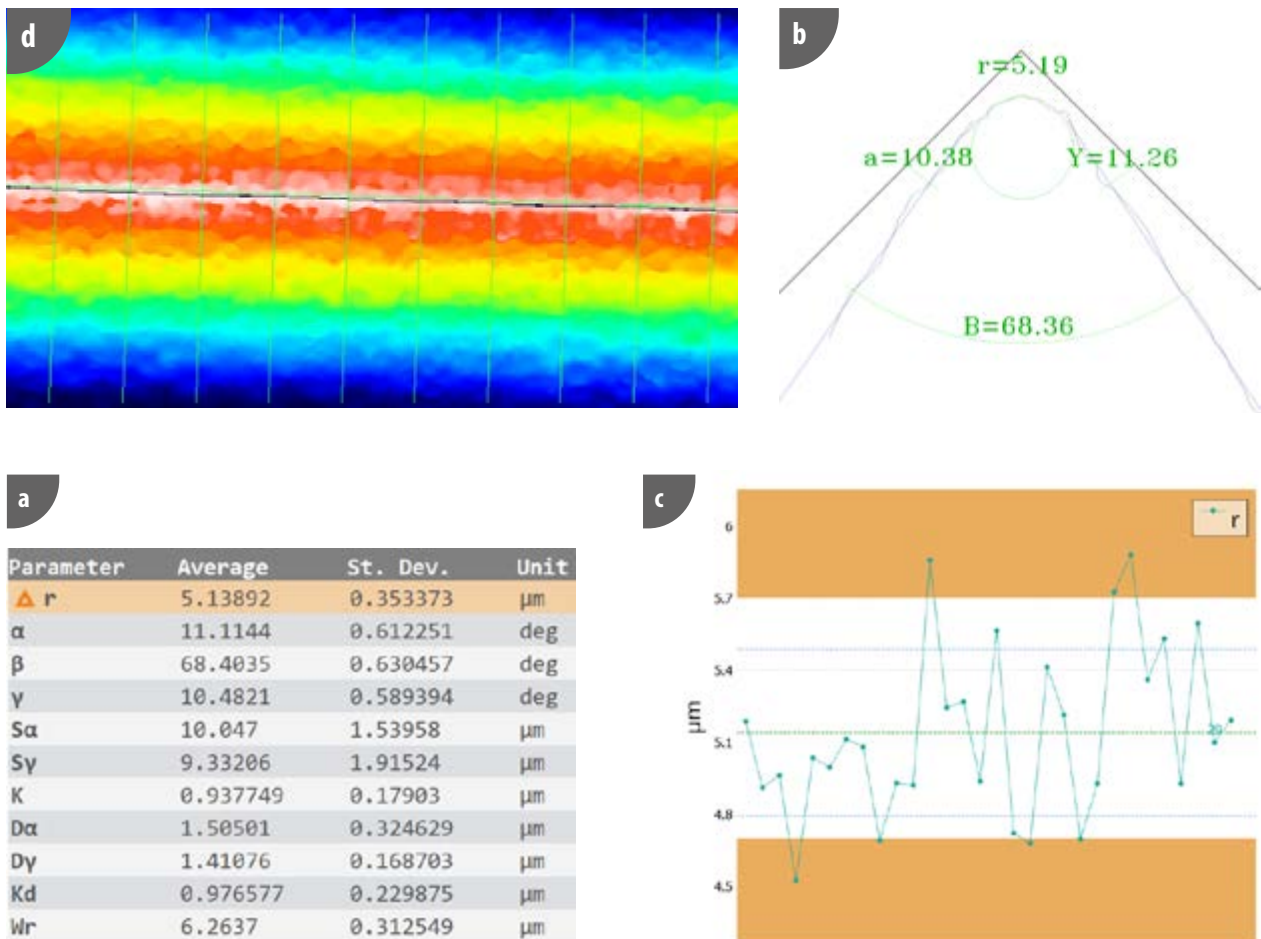 d
b
r=5.19
a=10.38
Y=11.26
B=68.36
a
Parameter Average St. Dev. Unit
r 5.13892 0.353373 µm
α 11.1144 0.612251 deg
β 68.4035 0.630457 deg
γ 10.4821 0.589394 deg
Sα 10.047 1.53958 µm
Sγ 9.33206 1.91524 µm
K 0.937749 0.17903 µm
Dα 1.50501 0.324629 µm
Dγ 1.41076 0.168703 µm
Kd 0.976577 0.229875 µm
Wr 6.2637 0.312549 µm
c
r
6
5.7
5.4
µm
5.1
29
4.8
4.5